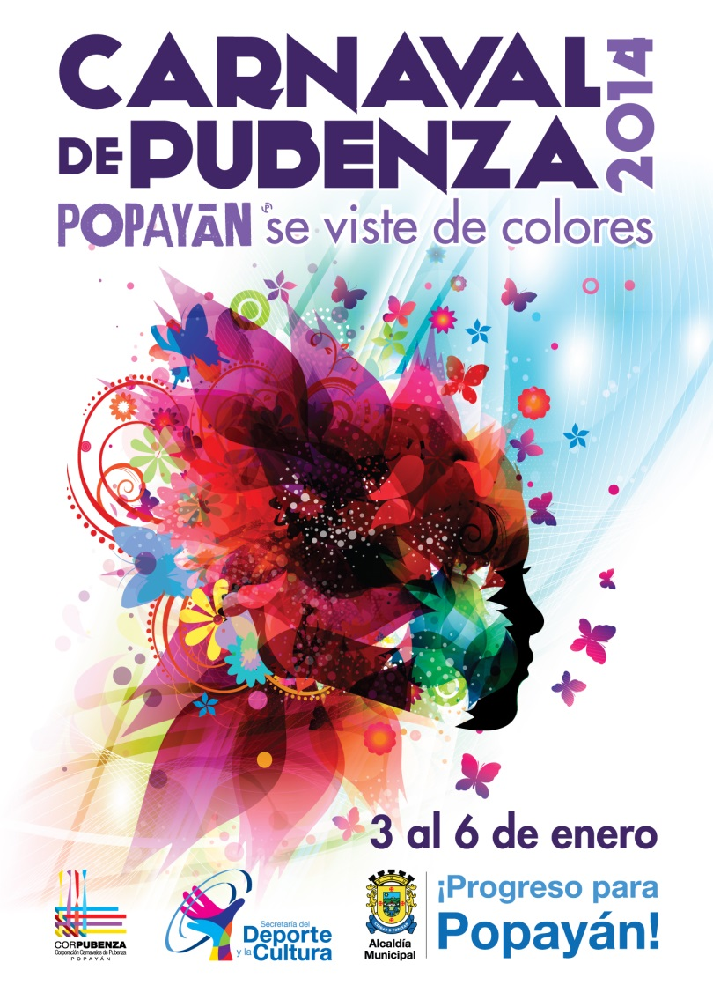 CARNAVAL
DE PUBENZA
2014
POPAYÁN se viste de colores
3 al 6 de enero
CORPUBENZA
Corporación Carnavales de Pubenza
POPAYÁN
Secretaría del
Deporte
y la Cultura
Alcaldía
Municipal
¡Progreso para
Popayán!